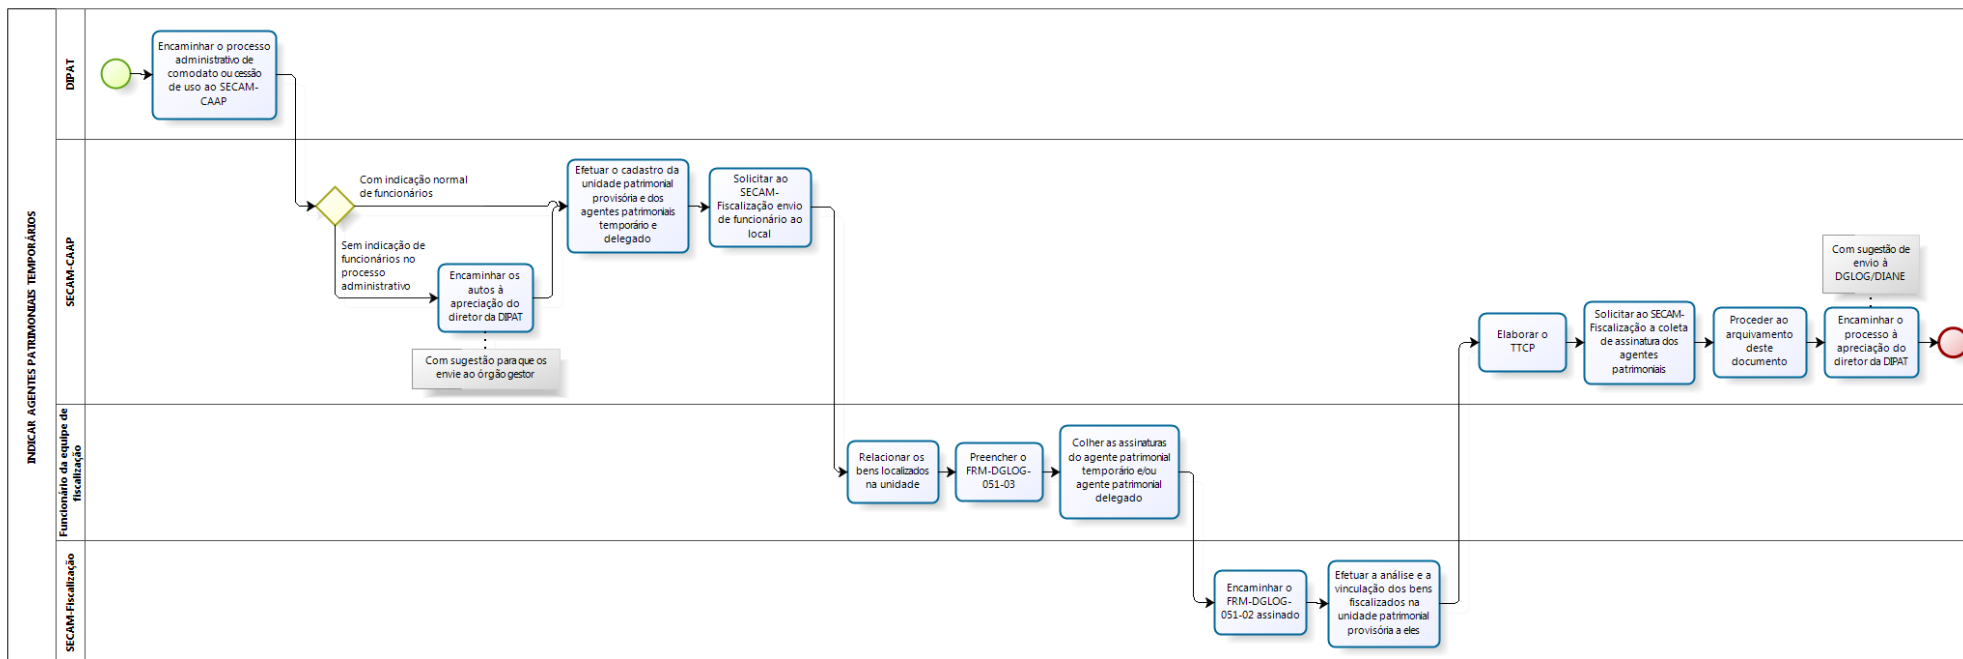 INDICAR AGENTES PATRIMONIAIS TEMPORÁRIOS
DIPAT
Encaminhar o processo
administrativo de
comodato ou cessão
de uso ao SECAM-
CAAP
SECAM-CAAP
Com indicação normal
de funcionários
Sem indicação de
funcionários no
processo
administrativo
Encaminhar os
autos à
apreciação do
diretor da DIPAT
Com sugestão para que os
envie ao órgão gestor
Efetuar o cadastro da
unidade patrimonial
provisória e dos
agentes patrimoniais
temporário e
delegado
Solicitar ao
SECAM-
Fiscalização envio
de funcionário ao
local
Elaborar o
TTCP
Solicitar ao SECAM-
Fiscalização a coleta
de assinatura dos
agentes
patrimoniais
Proceder ao
arquivamento
deste
documento
Com sugestão de
envio à
DGLOG/DIANE
Encaminhar o
processo à
apreciação do
diretor da DIPAT
Funcionário da equipe de
fiscalização
Relacionar os
bens localizados
na unidade
Preencher o
FRM-DGLOG-
051-03
Colher as assinaturas
do agente patrimonial
temporário e/ou
agente patrimonial
delegado
SECAM-Fiscalização
Encaminhar o
FRM-DGLOG-
051-02 assinado
Efetuar a análise e a
vinculação dos bens
fiscalizados na
unidade patrimonial
provisória a eles